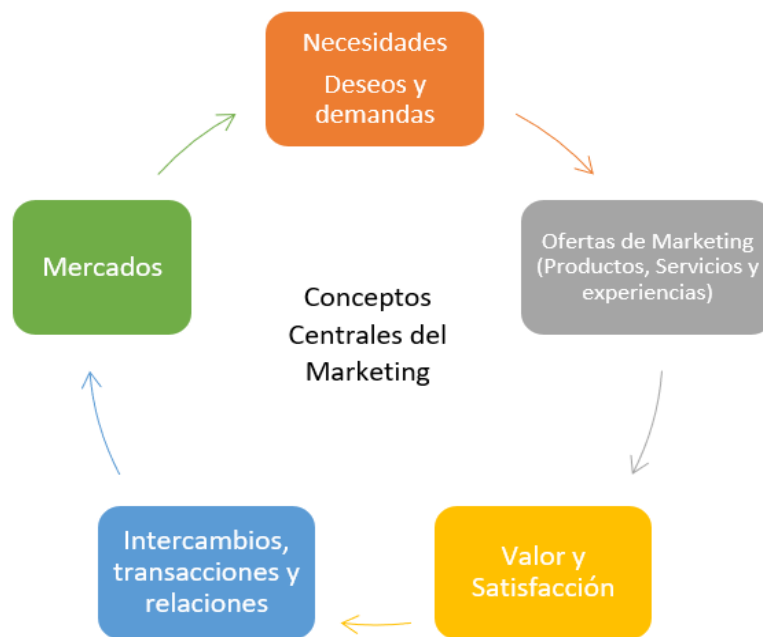 Necesidades
Deseos y
demandas
Ofertas de Marketing
(Productos, Servicios y
experiencias)
Valor y
Satisfacción
Intercambios,
transacciones y
relaciones
Mercados
Conceptos
Centrales del
Marketing